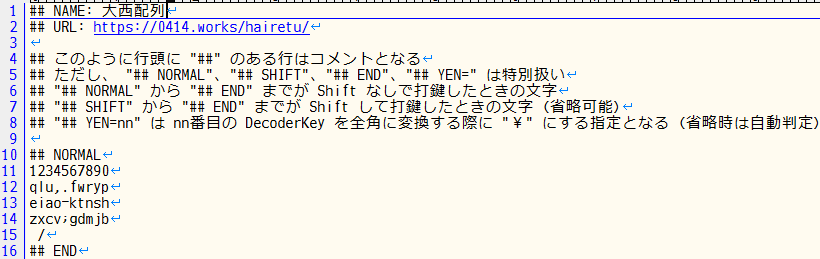 1 ## NAME: 大西配列
2 ## URL: https://0414.works/hairetu/
3
4 ## このように行頭に "##" のある行はコメントとなる
5 ## ただし、 "## NORMAL"、"## SHIFT"、"## END"、"## YEN=" は特別扱い
6 ## "## NORMAL" から "## END" までが Shift なしで打鍵したときの文字
7 ## "## SHIFT" から "## END" までが Shift して打鍵したときの文字 (省略可能)
8 ## "## YEN=nn" は nn番目の DecoderKey を全角に変換する際に "¥" にする指定となる (省略時は自動判定)
9
10 ## NORMAL
11 1234567890
12 qlu,.fwryp
13 eiao-ktnsh
14 zxcv;gdmjb
15  /
16 ## END